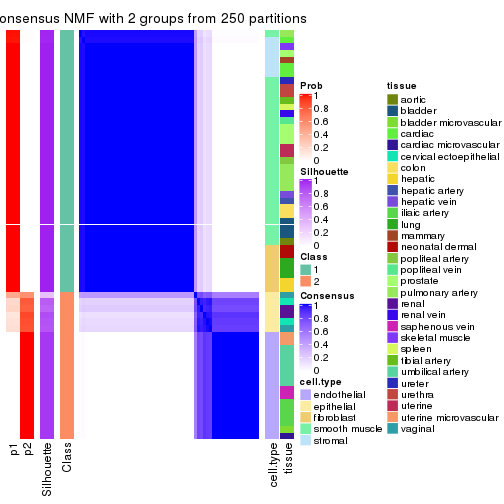 onsensus NMF with 2 groups from 250 partitions
p1
p2
Silhouette
Class
cell.type
tissue
Prob
1
0.8
0.6
0.4
0.2
0
Silhouette
1
0.8
0.6
0.4
0.2
0
Class
1
2
Consensus
1
0.8
0.6
0.4
0.2
0
cell.type
endothelial
epithelial
fibroblast
smooth muscle
stromal
tissue
aortic
bladder
bladder microvascular
cardiac
cardiac microvascular
cervical ectoepithelial
colon
hepatic
hepatic artery
hepatic vein
iliaic artery
lung
mammary
neonatal dermal
popliteal artery
popliteal vein
prostate
pulmonary artery
renal
renal vein
saphenous vein
skeletal muscle
spleen
tibial artery
umbilical artery
ureter
urethra
uterine
uterine microvascular
vaginal